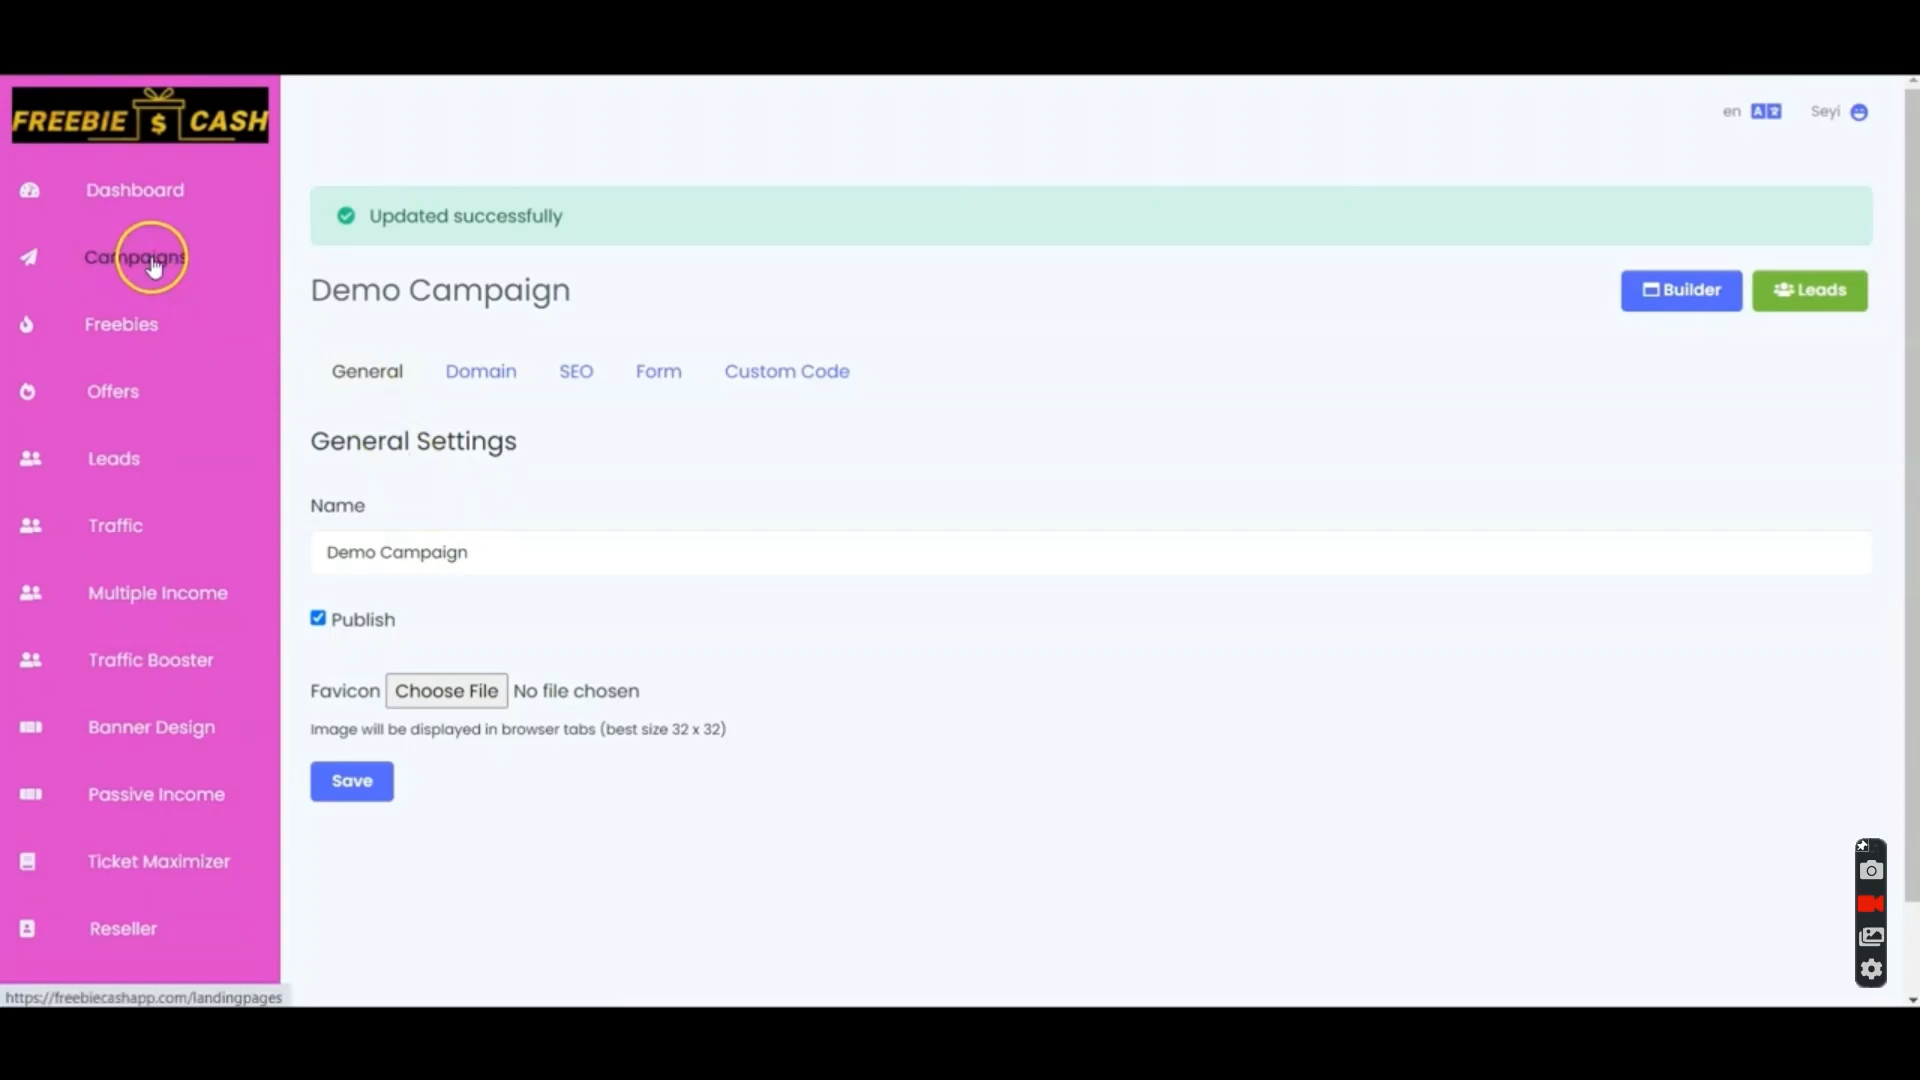 FREEBIE $ CASH
en
Seyi
Dashboard
Campaigns
Freebies
Offers
Leads
Traffic
Multiple Income
Traffic Booster
Banner Design
Passive Income
Ticket Maximizer
Reseller
https://freebiecashapp.com/landingpages
Updated successfully
Demo Campaign
Builder
Leads
General Domain SEO Form Custom Code
General Settings
Name
Demo Campaign
Publish
Favicon Choose File No file chosen
Image will be displayed in browser tabs (best size 32 x 32)
Save